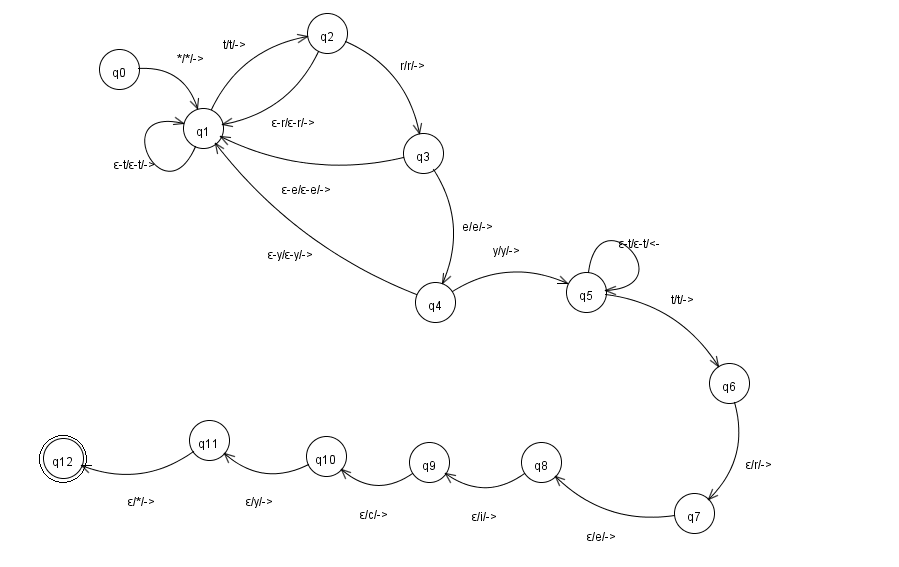 q2
t/t/->
*/*/->
r/r/->
q0
ε-r/ε-r/->
q1
q3
ε-t/ε-t/->
ε-e/ε-e/->
e/e/->
ε-t/ε-t/<-
y/y/->
ε-y/ε-y/->
q5
q4
t/t/->
q6
q11
q12
q10
q9
q8
ε/r/->
ε/*/->
ε/y/->
ε/c/->
ε/i/->
q7
ε/e/->